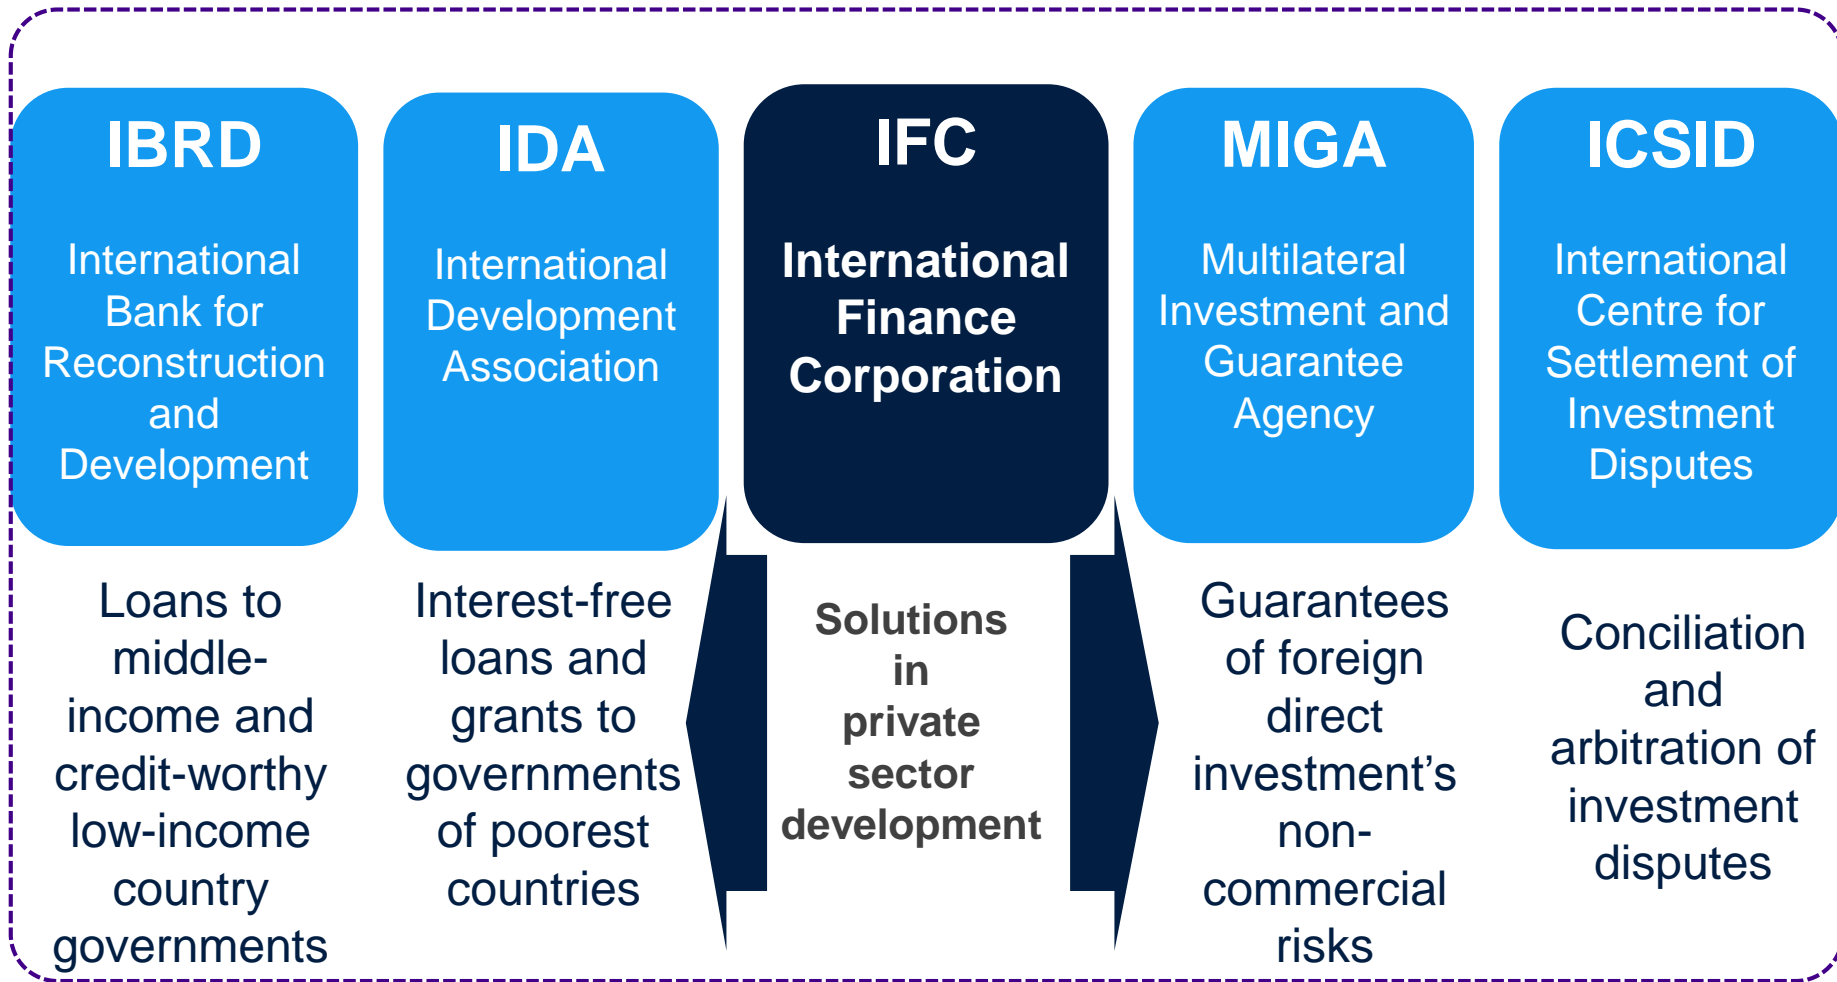 IBRD
International
Bank for
Reconstruction
and
Development
Loans to
middle-
income and
credit-worthy
low-income
country
governments
IDA
International
Development
Association
Interest-free
loans and
grants to
governments
of poorest
countries
IFC
International
Finance
Corporation
Solutions
in
private
sector
development
MIGA
Multilateral
Investment and
Guarantee
Agency
Guarantees
of foreign
direct
investment’s
non-
commercial
risks
ICSID
International
Centre for
Settlement of
Investment
Disputes
Conciliation
and
arbitration of
investment
disputes